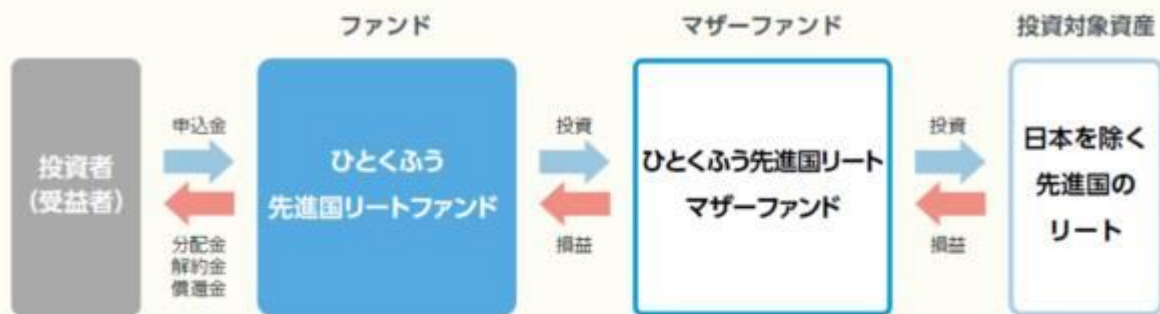 ファンド
マザーファンド
投資対象資産
投資者
(受益者)
申込金
分配金
解約金
償還金
ひとくふう
先進国リートファンド
投資
損益
ひとくふう先進国リート
マザーファンド
投資
損益
日本を除く
先進国の
リート